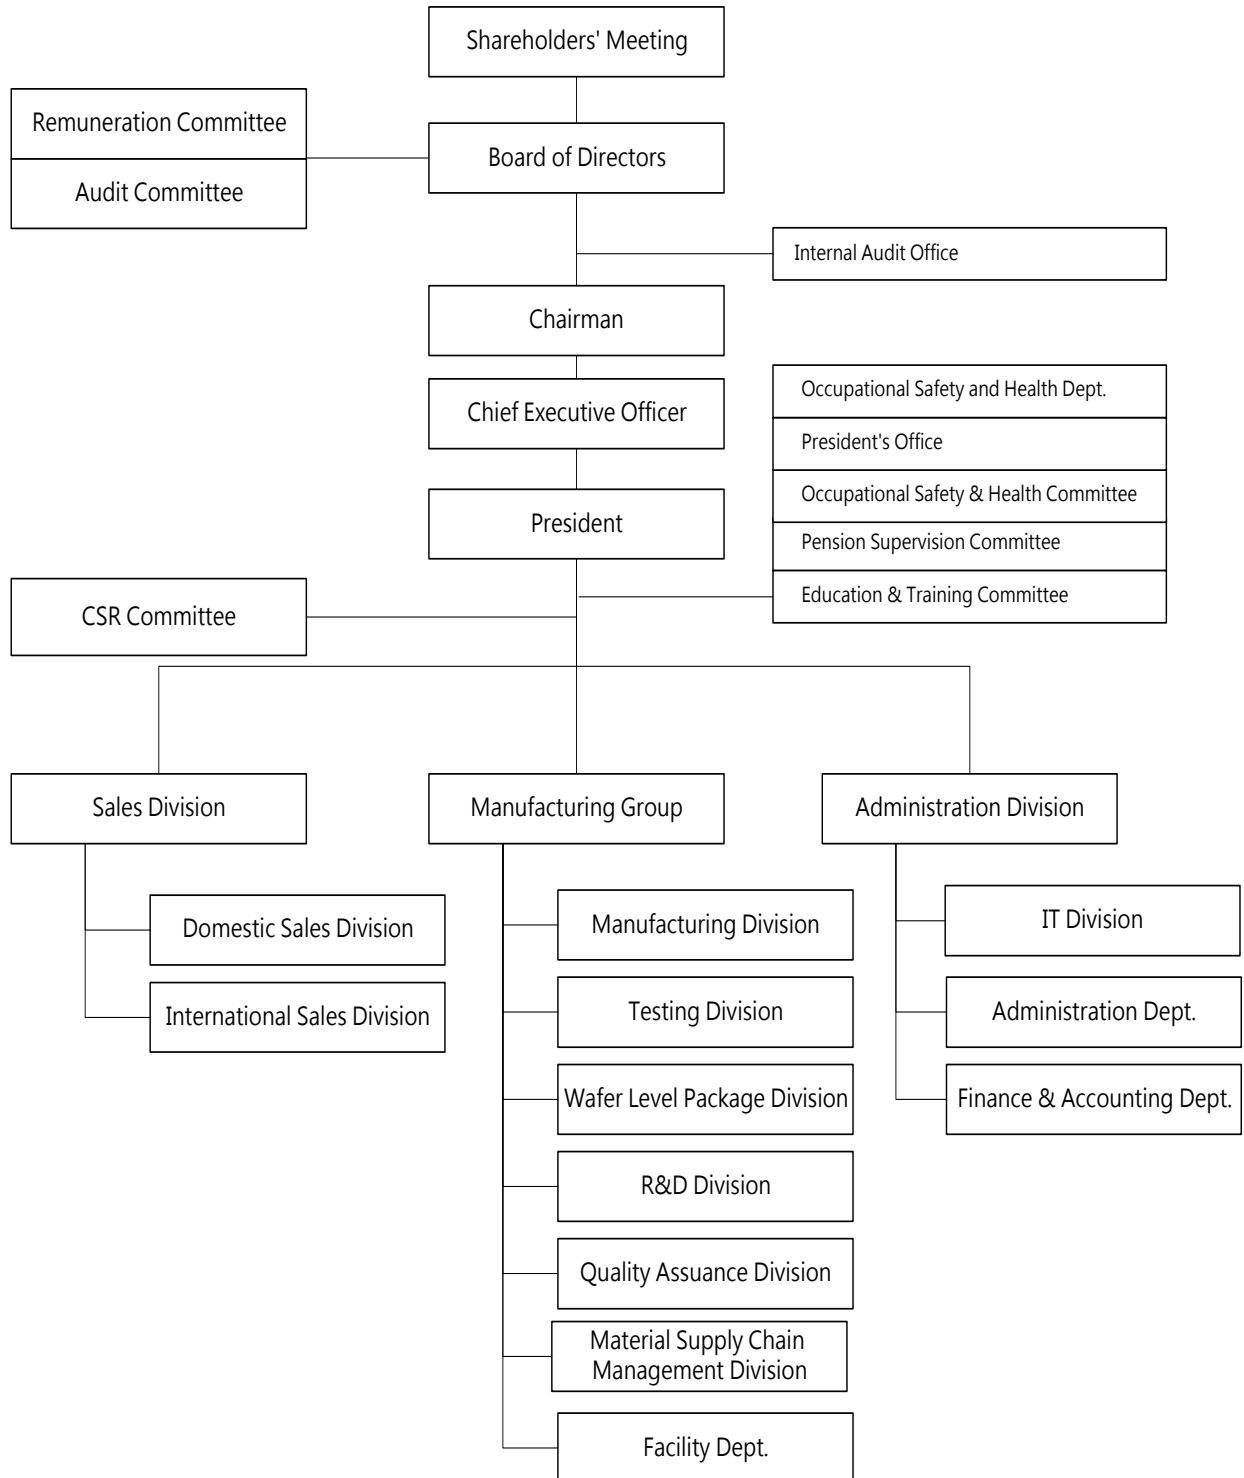 Shareholders' Meeting
Remuneration Committee
Board of Directors
Audit Committee
Internal Audit Office
Chairman
Chief Executive Officer
Occupational Safety and Health Dept.
President's Office
Occupational Safety & Health Committee
President
Pension Supervision Committee
Education & Training Committee
CSR Committee
Sales Division
Manufacturing Group
Administration Division
Domestic Sales Division
International Sales Division
Manufacturing Division
Testing Division
Wafer Level Package Division
R&D Division
Quality Assuance Division
Material Supply Chain
Management Division
Facility Dept.
IT Division
Administration Dept.
Finance & Accounting Dept.